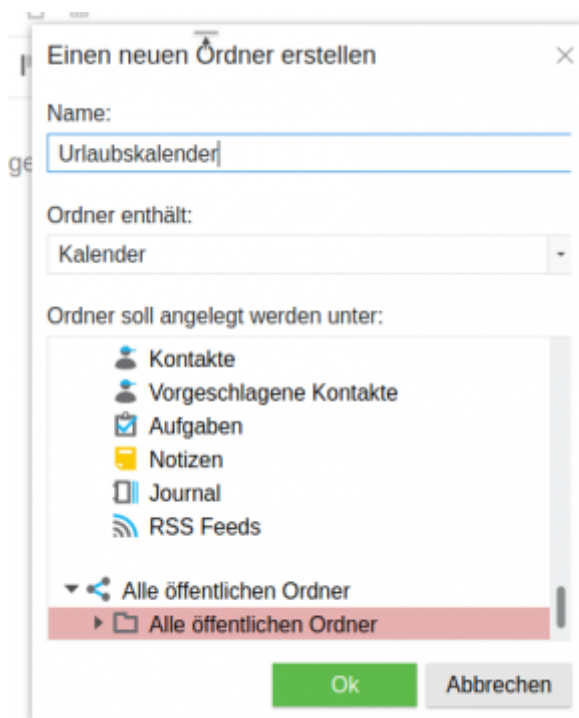 Einen neuen Ordner erstellen
Name:
Urlaubskalender
Ordner enthält:
Kalender
Ordner soll angelegt werden unter:
Kontakte
Vorgeschlagene Kontakte
Aufgaben
Notizen
Journal
RSS Feeds
Alle öffentlichen Ordner
Alle öffentlichen Ordner
Ok Abbrechen